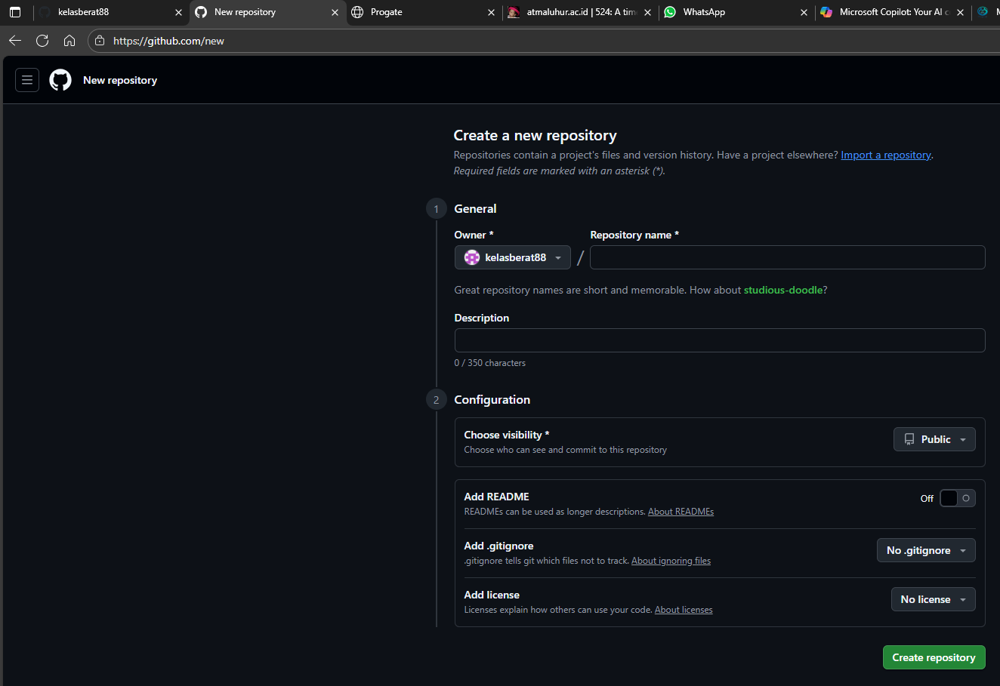 kelasberat88
New repository
Progate
atmaluhur.ac.id | 524: A tim
WhatsApp
Microsoft Copilot: Your AI c
https://github.com/new
New repository
Create a new repository
Repositories contain a project's files and version history. Have a project elsewhere? Import a repository.
Required fields are marked with an asterisk (*).
1 General
Owner * Repository name *
kelasberat88 /
Great repository names are short and memorable. How about studious-doodle?
Description
0 / 350 characters
2 Configuration
Choose visibility *
Choose who can see and commit to this repository
Public
Add README
READMEs can be used as longer descriptions. About READMEs
Off
Add .gitignore
.gitignore tells git which files not to track. About ignoring files
No .gitignore
Add license
Licenses explain how others can use your code. About licenses
No license
Create repository